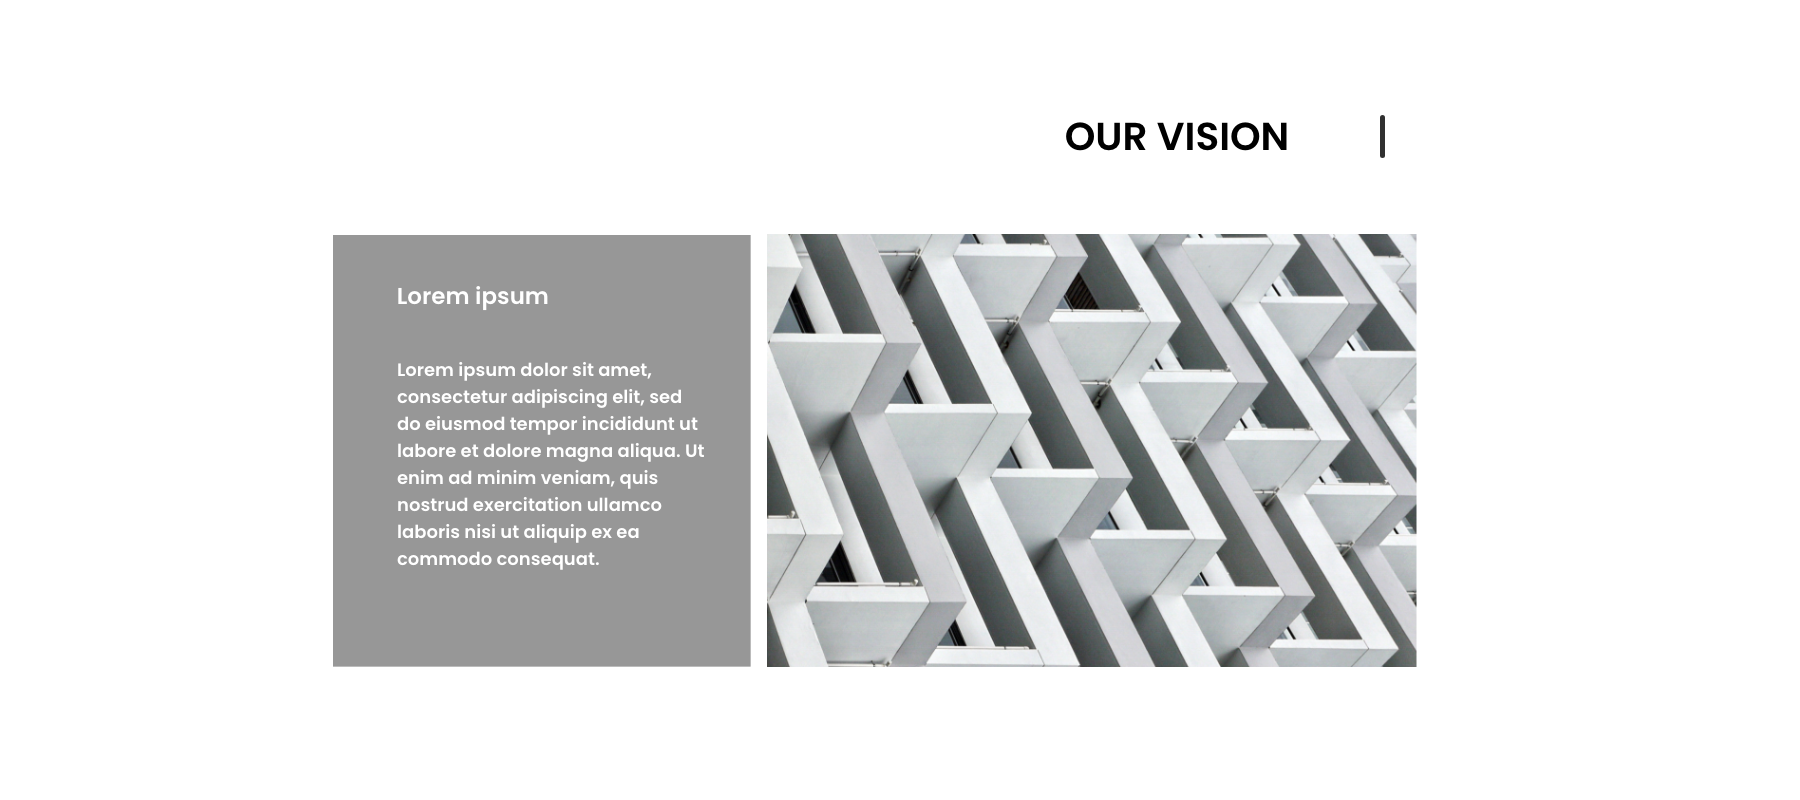 OUR VISION
Lorem ipsum
Lorem ipsum dolor sit amet,
consectetur adipiscing elit, sed
do eiusmod tempor incididunt ut
labore et dolore magna aliqua. Ut
enim ad minim veniam, quis
nostrud exercitation ullamco
laboris nisi ut aliquip ex ea
commodo consequat.